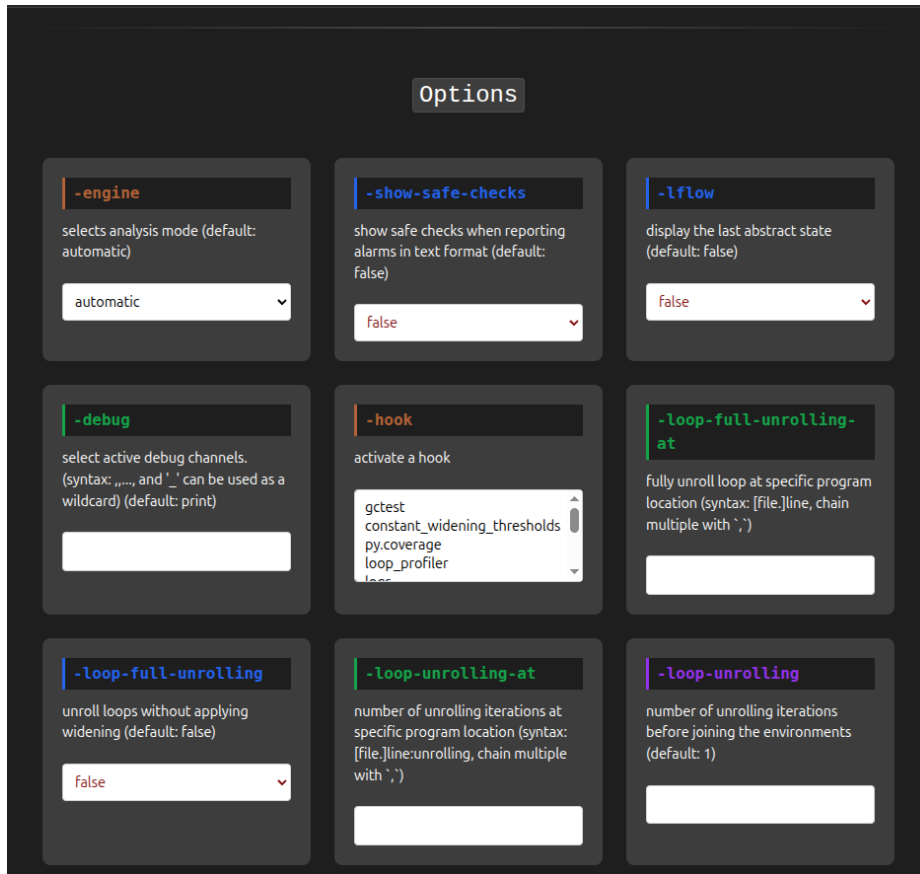 Options
-engine
selects analysis mode (default:
automatic)
automatic
-show-safe-checks
show safe checks when reporting
alarms in text format (default:
false)
false
-lflow
display the last abstract state
(default: false)
false
-debug
select active debug channels.
(syntax: ,,..., and '_' can be used as a
wildcard) (default: print)
-hook
activate a hook
gctest
constant_widening_thresholds
py.coverage
loop_profiler
-loop-full-unrolling-
at
fully unroll loop at specific program
location (syntax: [file.]line, chain
multiple with `,`)
-loop-full-unrolling
unroll loops without applying
widening (default: false)
false
-loop-unrolling-at
number of unrolling iterations at
specific program location (syntax:
[file.]line:unrolling, chain multiple
with `,`)
-loop-unrolling
number of unrolling iterations
before joining the environments
(default: 1)